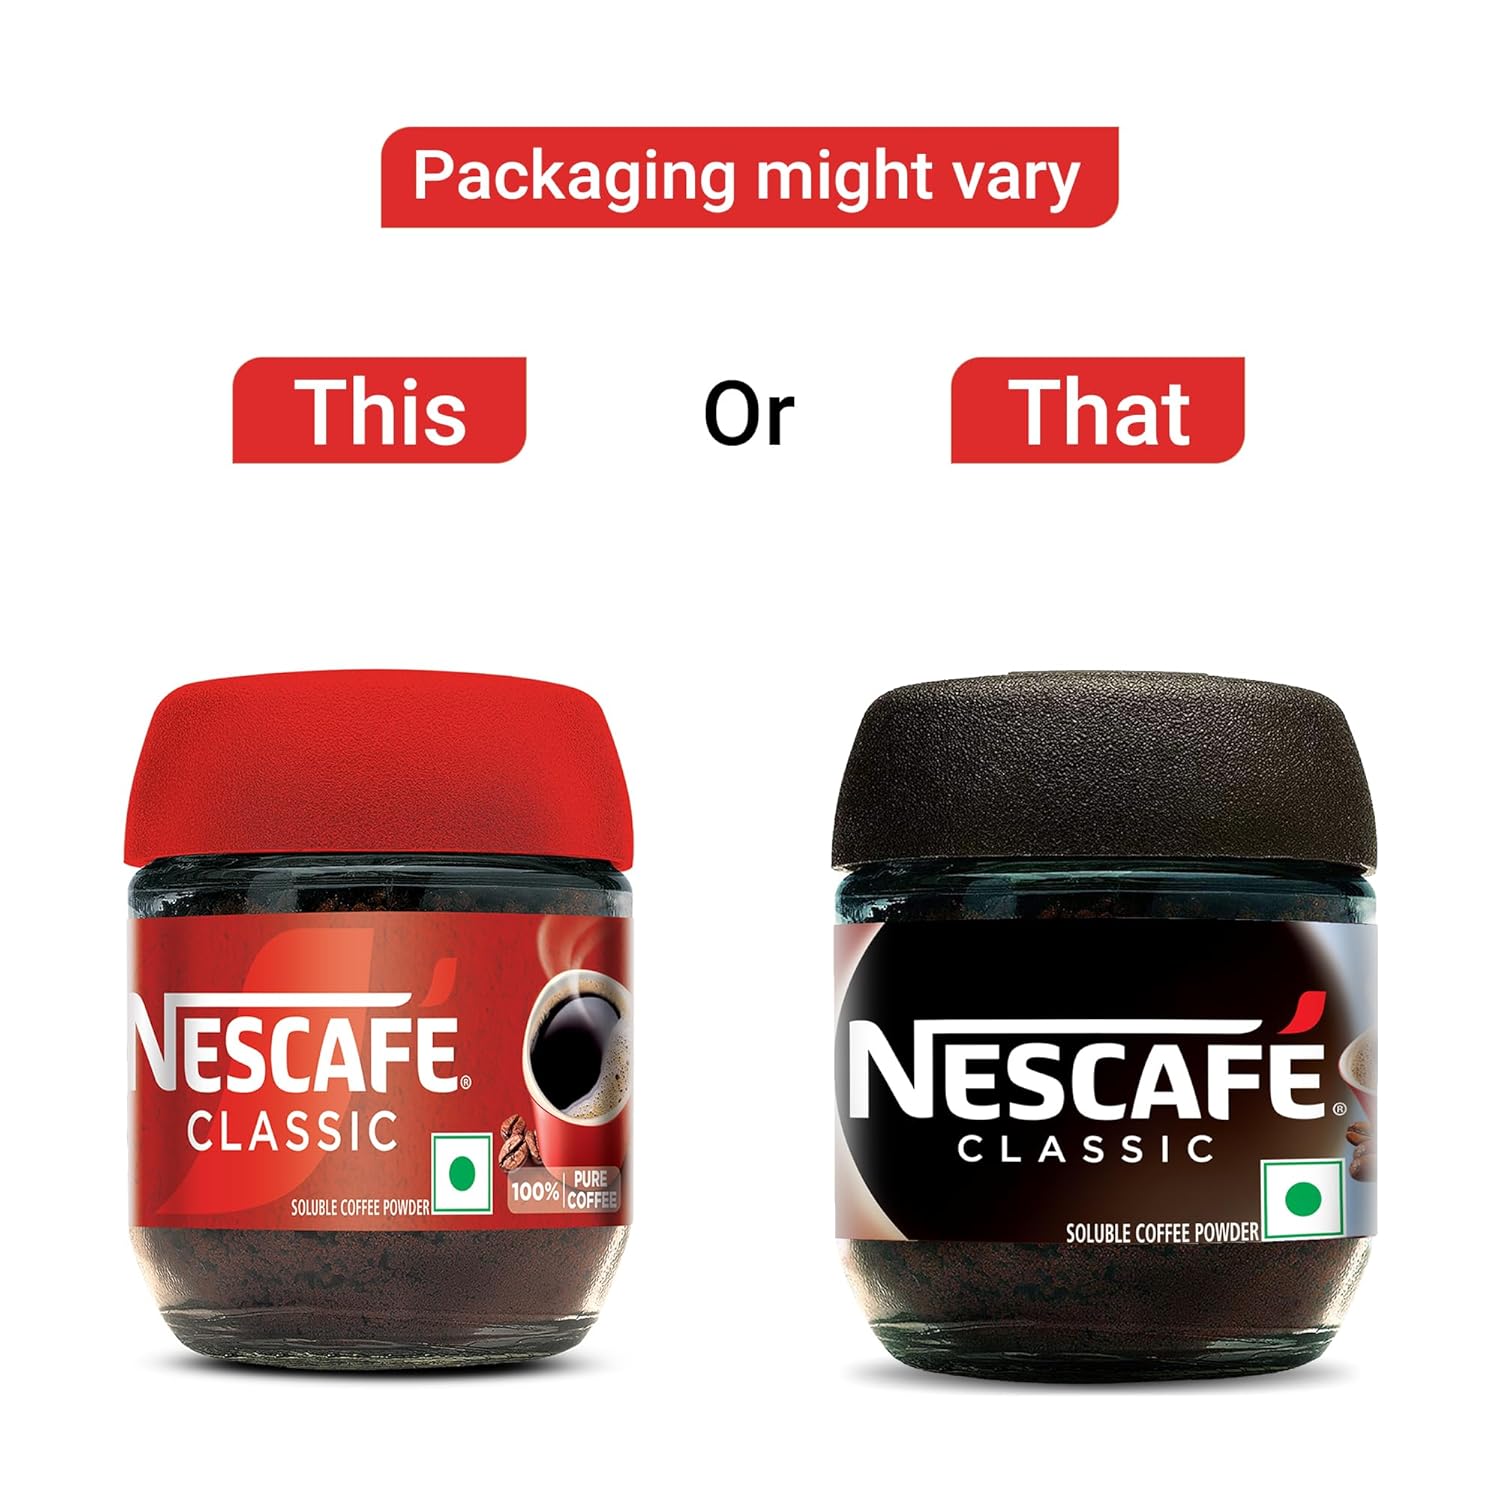 Packaging might vary
This Or That
NESCAFÉ®
CLASSIC
SOLUBLE COFFEE POWDER
100% PURE
COFFEE
NESCAFÉ®
CLASSIC
SOLUBLE COFFEE POWDER